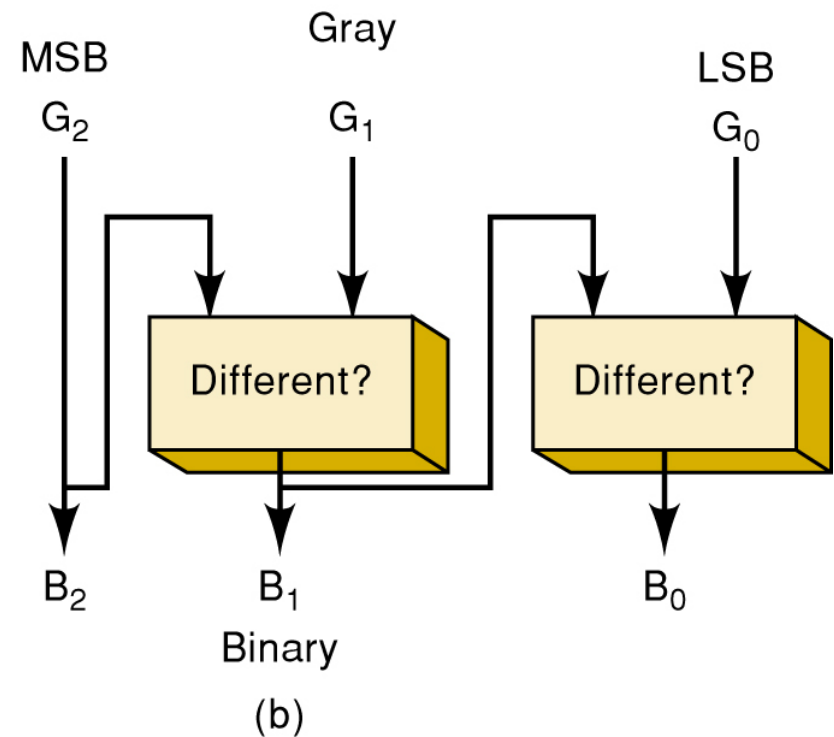 Gray
MSB
LSB
G₂
G₁
G₀
Different?
Different?
B₂
B₁
B₀
Binary
(b)